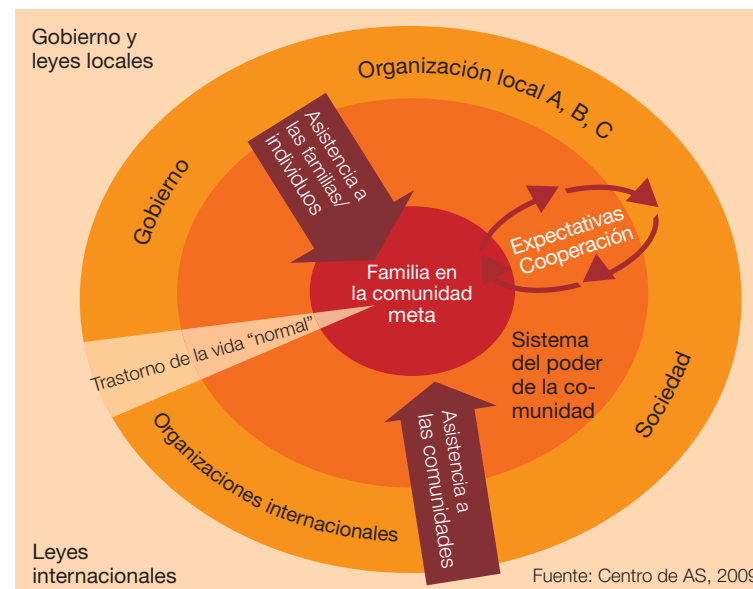 Gobierno y
leyes locales
Organización local A, B, C
Asistencia a
las familias/
individuos
Gobierno
Expectativas
Cooperación
Familia en
la comunidad
meta
Trastorno de la vida “normal”
Sistema
del poder
de la co-
munidad
Sociedad
Asistencia a
las comunidades
Organizaciones internacionales
Leyes
internacionales
Fuente: Centro de AS, 2009